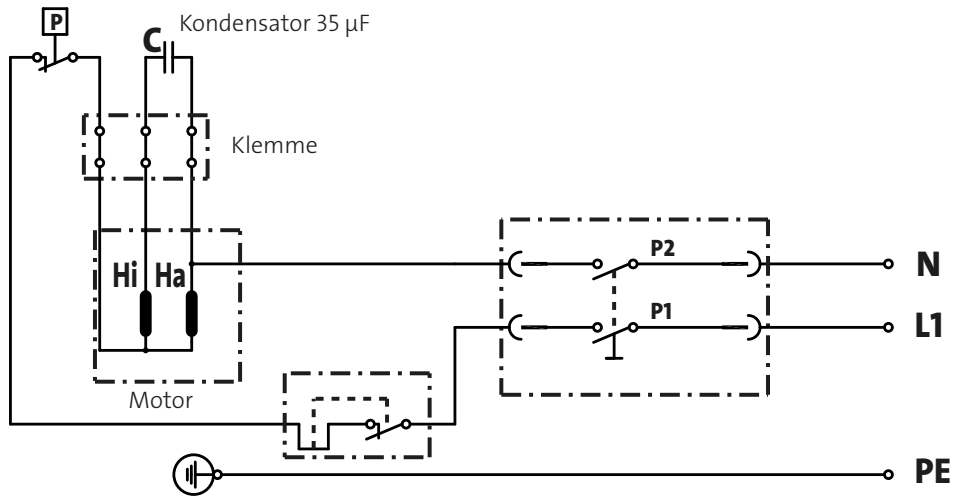 P
C Kondensator 35 µF
Klemme
Hi Ha
P2
N
P1
L1
Motor
PE